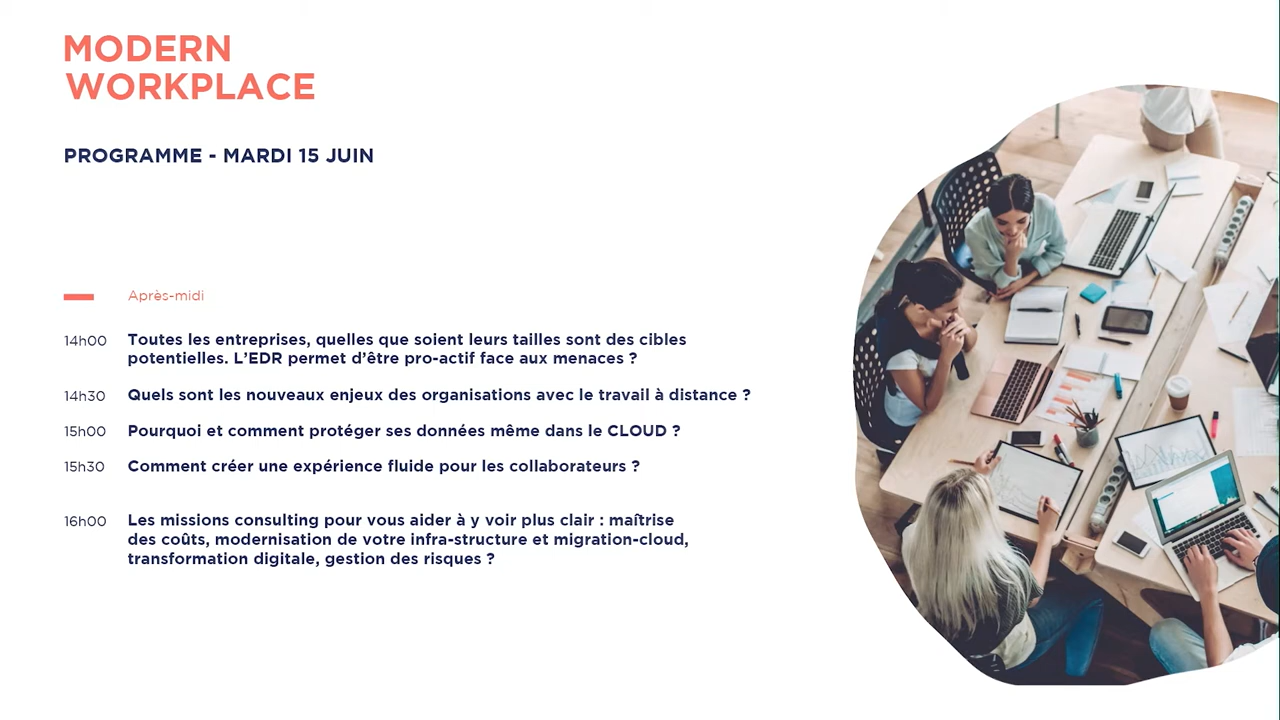 MODERN
WORKPLACE
PROGRAMME - MARDI 15 JUIN
Après-midi
14h00 Toutes les entreprises, quelles que soient leurs tailles sont des cibles
potentielles. L'EDR permet d'être pro-actif face aux menaces ?
14h30 Quels sont les nouveaux enjeux des organisations avec le travail à distance ?
15h00 Pourquoi et comment protéger ses données même dans le CLOUD ?
15h30 Comment créer une expérience fluide pour les collaborateurs ?
16h00 Les missions consulting pour vous aider à y voir plus clair : maîtrise
des coûts, modernisation de votre infra-structure et migration-cloud,
transformation digitale, gestion des risques ?